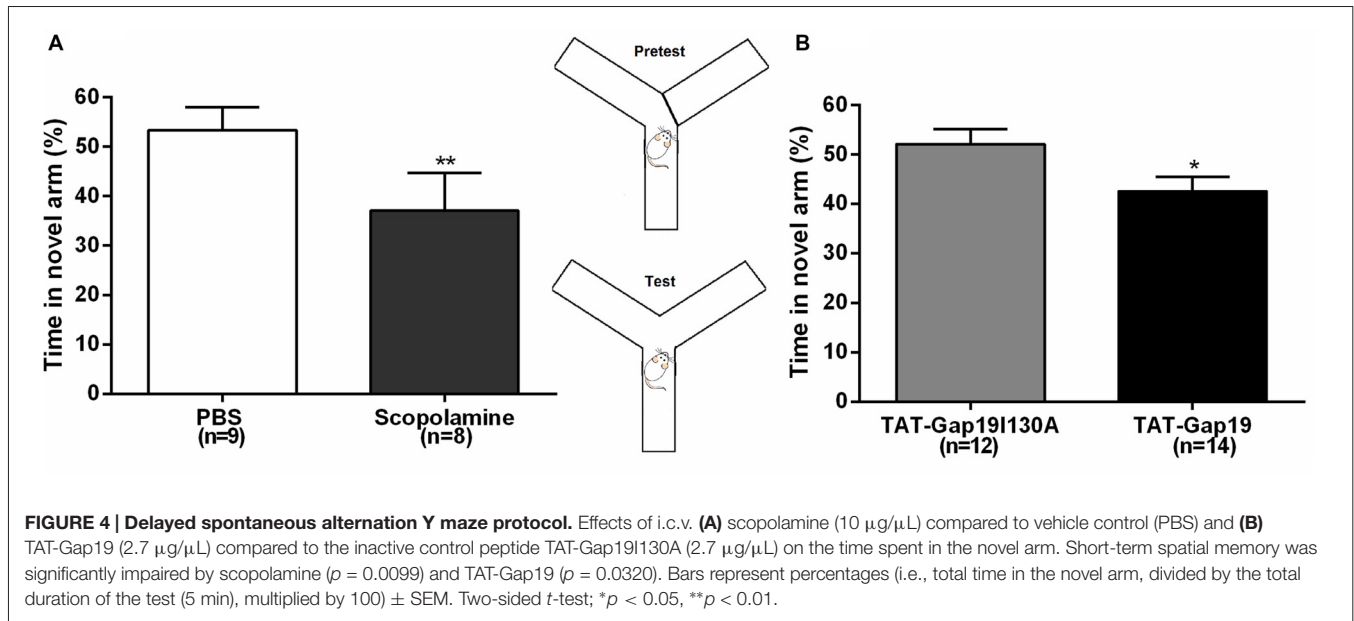 A
Time in novel arm (%)
60
50
40
30
20
10
0
**
PBS
(n=9)
Scopolamine
(n=8)
Pretest
Test
B
Time in novel arm (%)
60
50
40
30
20
10
0
*
TAT-Gap19I130A
(n=12)
TAT-Gap19
(n=14)
FIGURE 4 | Delayed spontaneous alternation Y maze protocol. Effects of i.c.v. (A) scopolamine (10 μg/μL) compared to vehicle control (PBS) and (B)
TAT-Gap19 (2.7 μg/μL) compared to the inactive control peptide TAT-Gap19I130A (2.7 μg/μL) on the time spent in the novel arm. Short-term spatial memory was
significantly impaired by scopolamine (p = 0.0099) and TAT-Gap19 (p = 0.0320). Bars represent percentages (i.e., total time in the novel arm, divided by the total
duration of the test (5 min), multiplied by 100) ± SEM. Two-sided t-test; *p < 0.05, **p < 0.01.